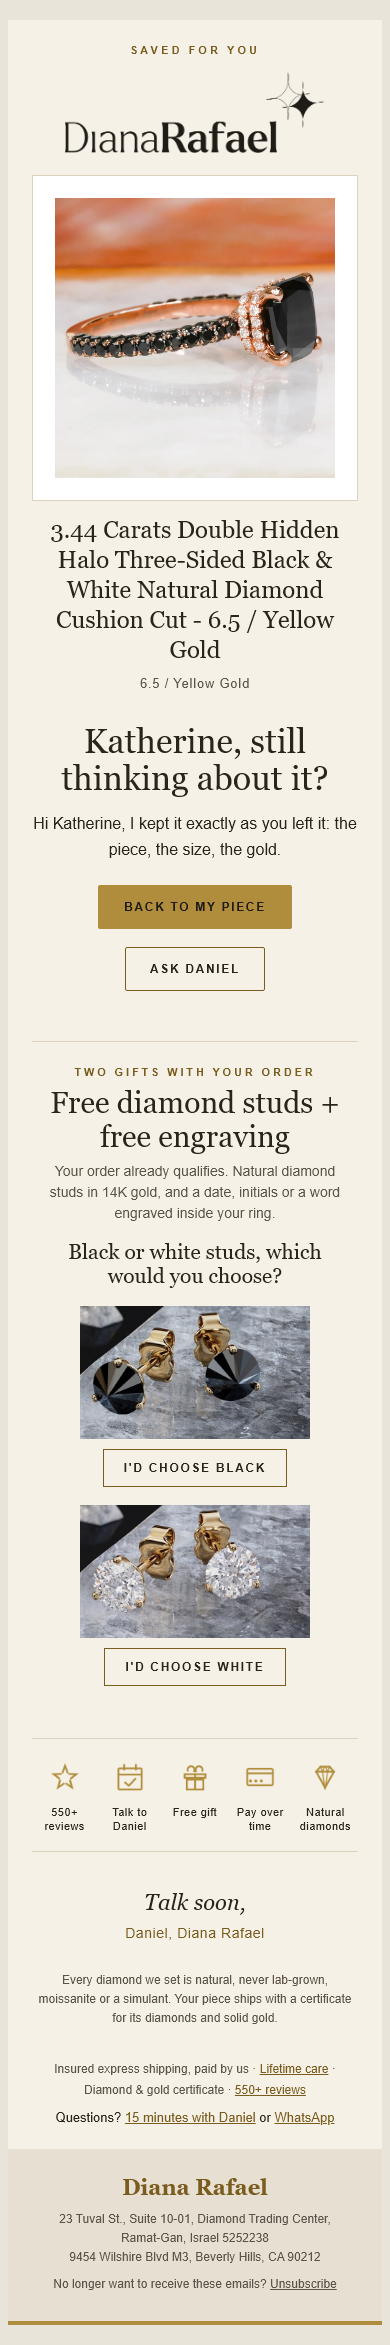 SAVED FOR YOU
DianaRafael
3.44 Carats Double Hidden
Halo Three-Sided Black &
White Natural Diamond
Cushion Cut - 6.5 / Yellow
Gold
6.5 / Yellow Gold
Katherine, still
thinking about it?
Hi Katherine, I kept it exactly as you left it: the
piece, the size, the gold.
BACK TO MY PIECE
ASK DANIEL
TWO GIFTS WITH YOUR ORDER
Free diamond studs +
free engraving
Your order already qualifies. Natural diamond
studs in 14K gold, and a date, initials or a word
engraved inside your ring.
Black or white studs, which
would you choose?
I'D CHOOSE BLACK
I'D CHOOSE WHITE
550+
reviews
Talk to
Daniel
Free gift
Pay over
time
Natural
diamonds
Talk soon,
Daniel, Diana Rafael
Every diamond we set is natural, never lab-grown,
moissanite or a simulant. Your piece ships with a certificate
for its diamonds and solid gold.
Insured express shipping, paid by us · Lifetime care ·
Diamond & gold certificate · 550+ reviews
Questions? 15 minutes with Daniel or WhatsApp
Diana Rafael
23 Tuval St., Suite 10-01, Diamond Trading Center,
Ramat-Gan, Israel 5252238
9454 Wilshire Blvd M3, Beverly Hills, CA 90212
No longer want to receive these emails? Unsubscribe